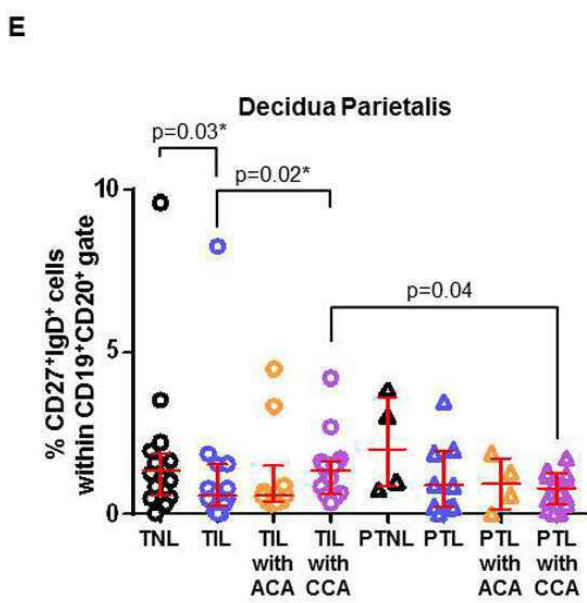 E
Decidua Parietalis
p=0.03*
p=0.02*
p=0.04
% CD27⁺IgD⁺ cells
within CD19⁺CD20⁺ gate
10
5
0
TNL TIL TIL with ACA TIL with CCA PTNL PTL PTL with ACA PTL with CCA